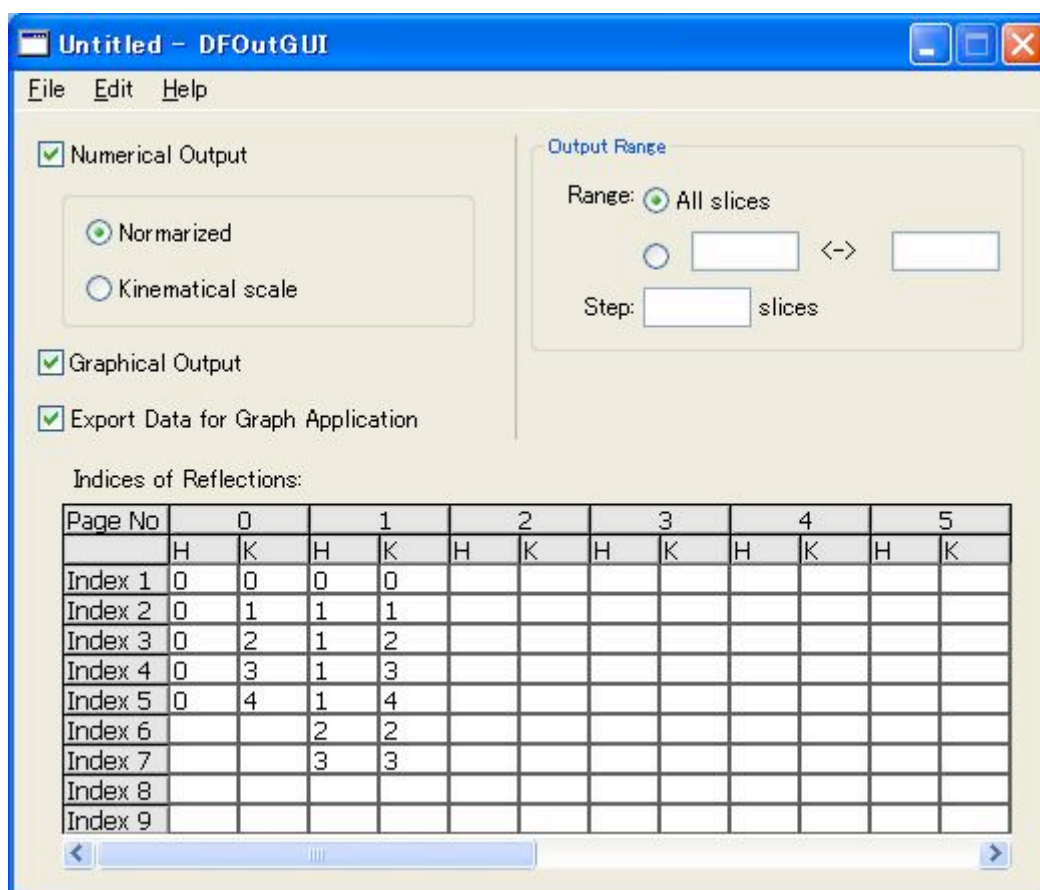 Untitled - DFOutGUI
File Edit Help
Numerical Output
Normarized
Kinematical scale
Graphical Output
Export Data for Graph Application
Output Range
Range: All slices
<->
Step: slices
Indices of Reflections:
Page No 0 1 2 3 4 5
H K H K H K H K H K H K
Index 1 0 0 0 0
Index 2 0 1 1 1
Index 3 0 2 1 2
Index 4 0 3 1 3
Index 5 0 4 1 4
Index 6 2 2
Index 7 3 3
Index 8
Index 9